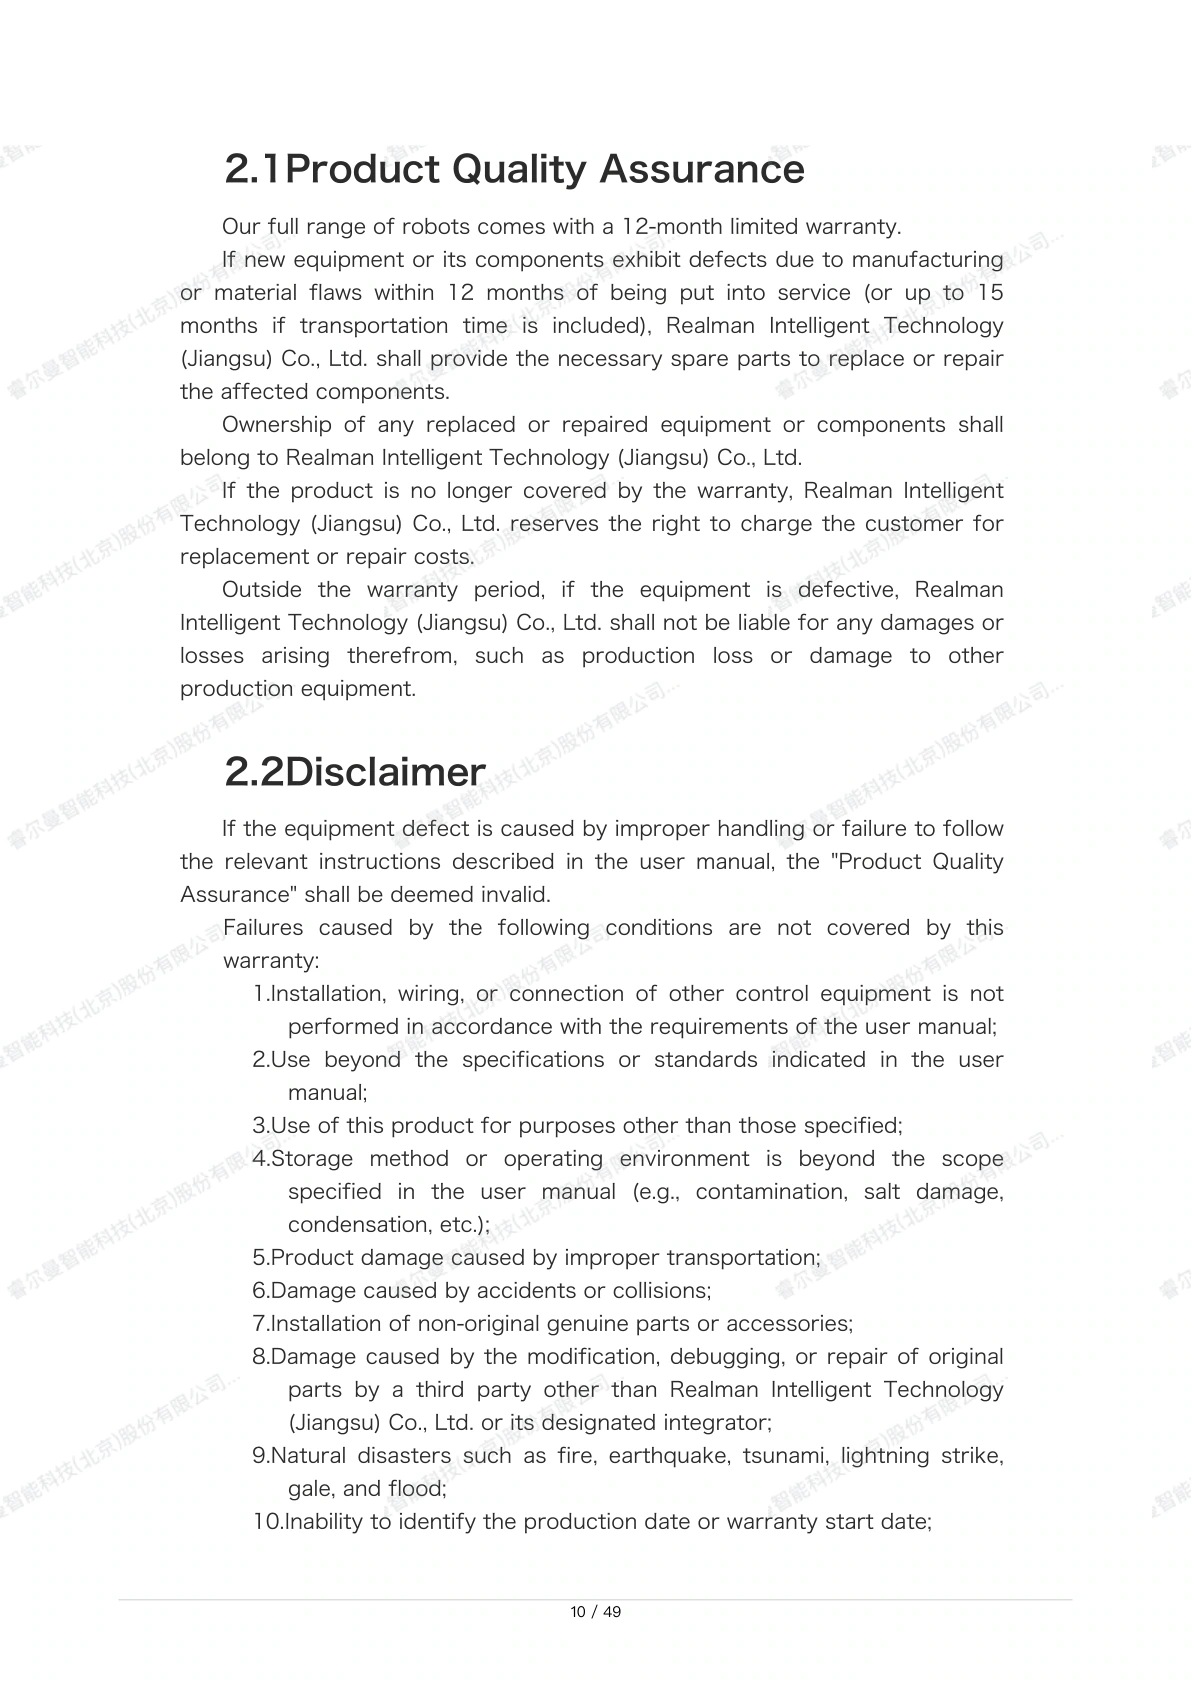 2.1Product Quality Assurance
Our full range of robots comes with a 12-month limited warranty.
If new equipment or its components exhibit defects due to manufacturing
or material flaws within 12 months of being put into service (or up to 15
months if transportation time is included), Realman Intelligent Technology
(Jiangsu) Co., Ltd. shall provide the necessary spare parts to replace or repair
the affected components.
Ownership of any replaced or repaired equipment or components shall
belong to Realman Intelligent Technology (Jiangsu) Co., Ltd.
If the product is no longer covered by the warranty, Realman Intelligent
Technology (Jiangsu) Co., Ltd. reserves the right to charge the customer for
replacement or repair costs.
Outside the warranty period, if the equipment is defective, Realman
Intelligent Technology (Jiangsu) Co., Ltd. shall not be liable for any damages or
losses arising therefrom, such as production loss or damage to other
production equipment.
2.2Disclaimer
If the equipment defect is caused by improper handling or failure to follow
the relevant instructions described in the user manual, the "Product Quality
Assurance" shall be deemed invalid.
Failures caused by the following conditions are not covered by this
warranty:
1.Installation, wiring, or connection of other control equipment is not
performed in accordance with the requirements of the user manual;
2.Use beyond the specifications or standards indicated in the user
manual;
3.Use of this product for purposes other than those specified;
4.Storage method or operating environment is beyond the scope
specified in the user manual (e.g., contamination, salt damage,
condensation, etc.);
5.Product damage caused by improper transportation;
6.Damage caused by accidents or collisions;
7.Installation of non-original genuine parts or accessories;
8.Damage caused by the modification, debugging, or repair of original
parts by a third party other than Realman Intelligent Technology
(Jiangsu) Co., Ltd. or its designated integrator;
9.Natural disasters such as fire, earthquake, tsunami, lightning strike,
gale, and flood;
10.Inability to identify the production date or warranty start date;
10 / 49
睿尔曼智能科技(北京)股份有限公司...